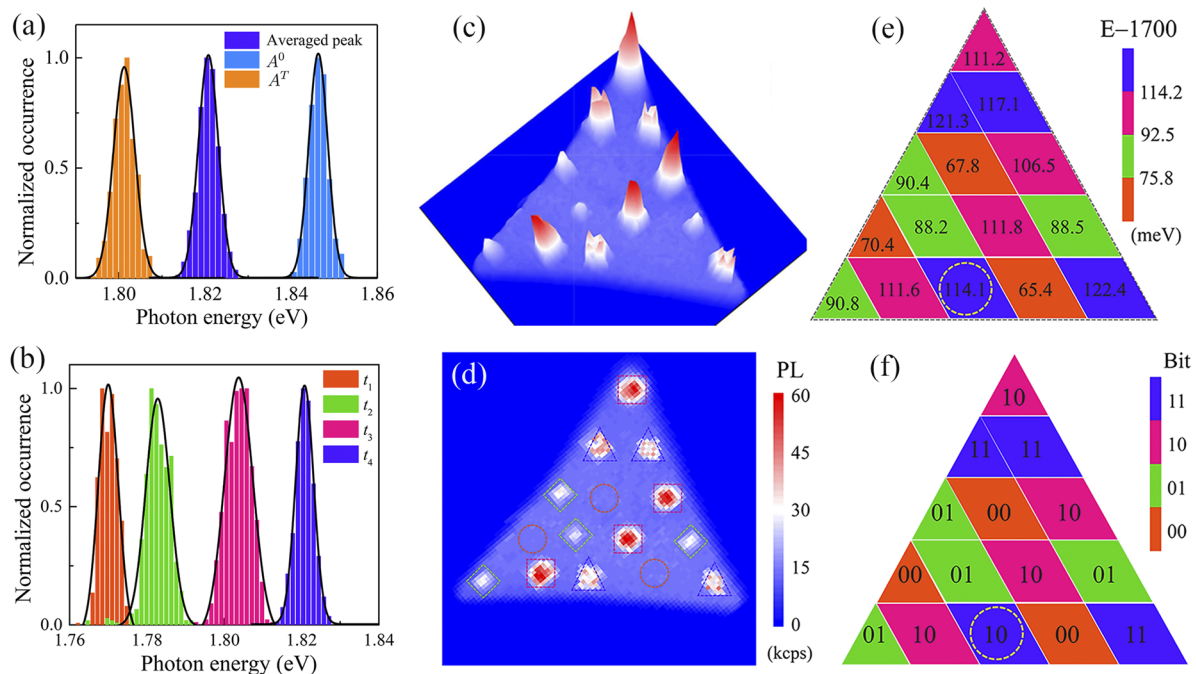 (a)
Normalized occurrence
1.0
0.5
0.0
Averaged peak
A⁰
Aᵀ
1.80 1.82 1.84 1.86
Photon energy (eV)
(b)
Normalized occurrence
1.0
0.5
0.0
t₁
t₂
t₃
t₄
1.76 1.78 1.80 1.82 1.84
Photon energy (eV)
(c)
(d)
PL
60
45
30
15
0
(kcps)
(e)
E–1700
114.2
92.5
75.8
(meV)
111.2
121.3 117.1
90.4 67.8 106.5
70.4 88.2 111.8 88.5
90.8 111.6 114.1 65.4 122.4
(f)
Bit
11
10
01
00
10
11 11
01 00 10
00 01 10 01
01 10 10 00 11